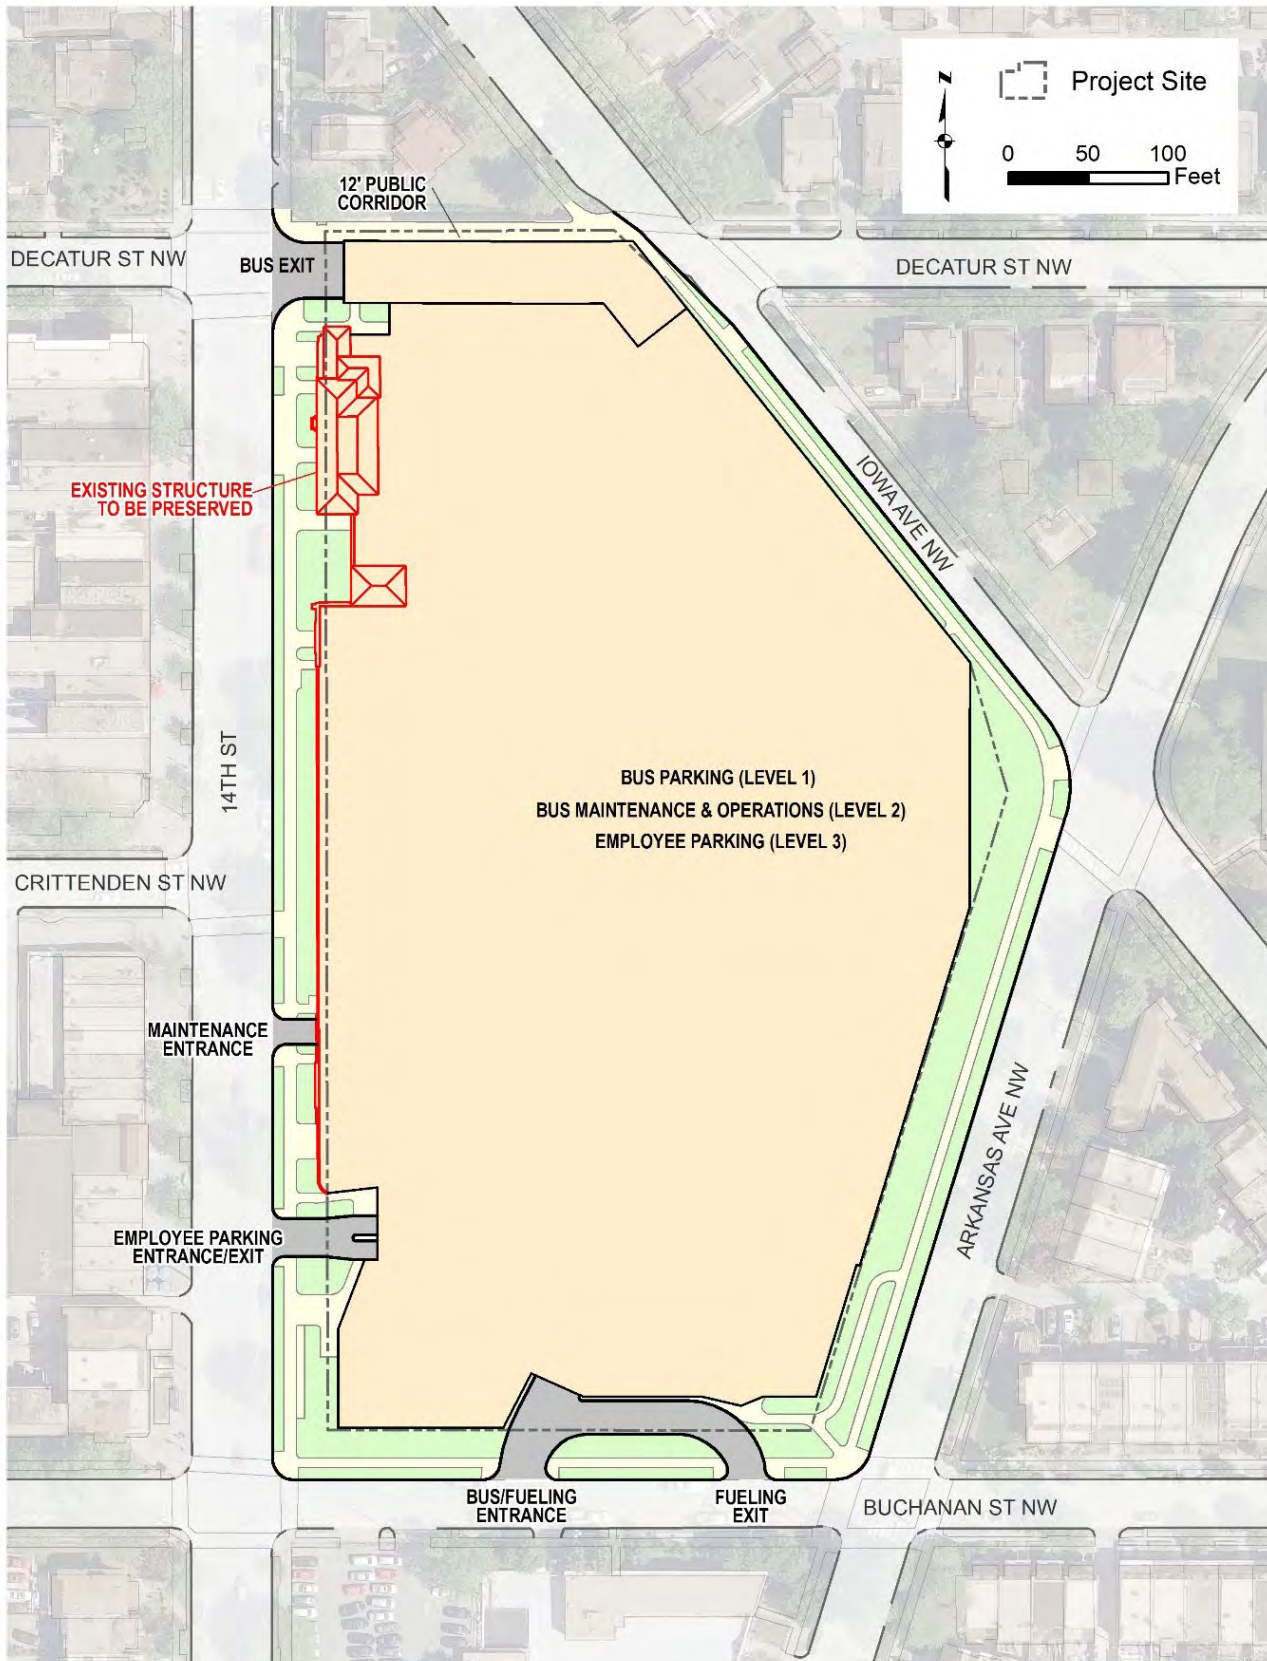 Z
Project Site
0 50 100
Feet
12' PUBLIC
CORRIDOR
DECATUR ST NW
BUS EXIT
DECATUR ST NW
EXISTING STRUCTURE
TO BE PRESERVED
IOWA AVE NW
14TH ST
BUS PARKING (LEVEL 1)
BUS MAINTENANCE & OPERATIONS (LEVEL 2)
EMPLOYEE PARKING (LEVEL 3)
CRITTENDEN ST NW
MAINTENANCE
ENTRANCE
ARKANSAS AVE NW
EMPLOYEE PARKING
ENTRANCE/EXIT
BUS/FUELING
ENTRANCE
FUELING
EXIT
BUCHANAN ST NW